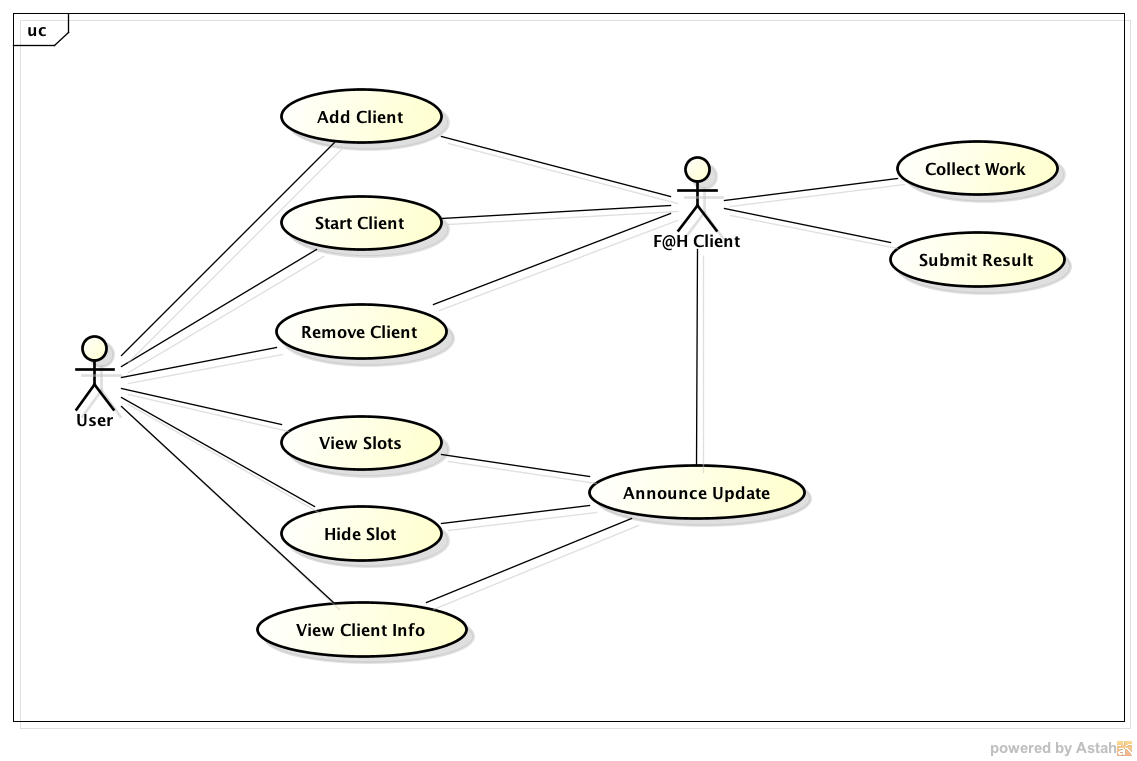 uc
Add Client
Collect Work
Start Client
F@H Client
Submit Result
Remove Client
User
View Slots
Announce Update
Hide Slot
View Client Info
powered by Astah